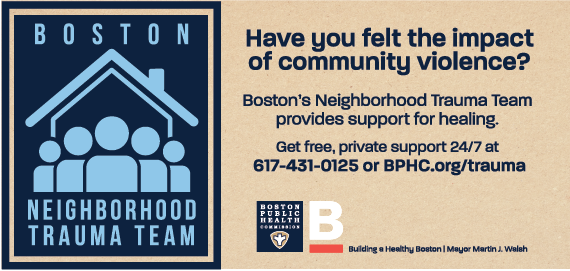 BOSTON
NEIGHBORHOOD
TRAUMA TEAM
Have you felt the impact
of community violence?
Boston's Neighborhood Trauma Team
provides support for healing.
Get free, private support 24/7 at
617-431-0125 or BPHC.org/trauma
BOSTON
PUBLIC
HEALTH
COMMISSION
B
Building a Healthy Boston | Mayor Martin J. Walsh